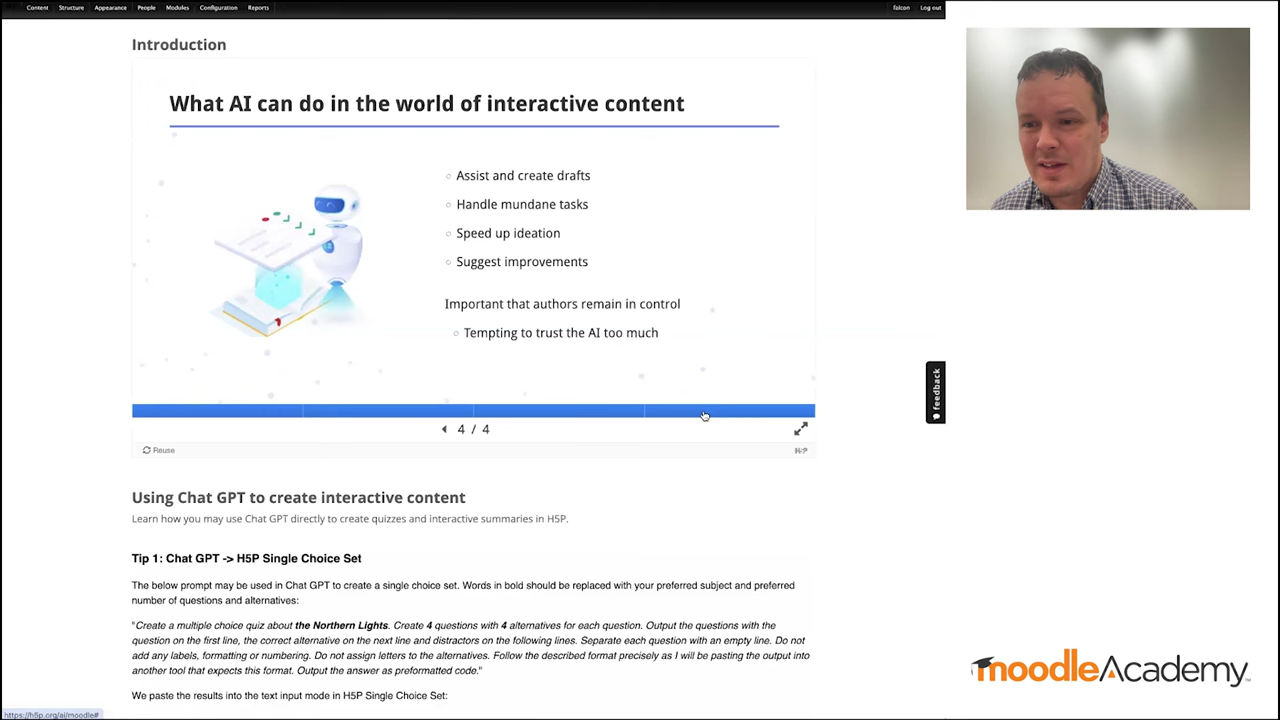 Content Structure Appearance People Modules Configuration Reports falcon Log out
Introduction
What AI can do in the world of interactive content
Assist and create drafts
Handle mundane tasks
Speed up ideation
Suggest improvements
Important that authors remain in control
Tempting to trust the AI too much
feedback
4 / 4
Reuse H5P
Using Chat GPT to create interactive content
Learn how you may use Chat GPT directly to create quizzes and interactive summaries in H5P.
Tip 1: Chat GPT -> H5P Single Choice Set
The below prompt may be used in Chat GPT to create a single choice set. Words in bold should be replaced with your preferred subject and preferred
number of questions and alternatives:
"Create a multiple choice quiz about the Northern Lights. Create 4 questions with 4 alternatives for each question. Output the questions with the
question on the first line, the correct alternative on the next line and distractors on the following lines. Separate each question with an empty line. Do not
add any labels, formatting or numbering. Do not assign letters to the alternatives. Follow the described format precisely as I will be pasting the output into
another tool that expects this format. Output the answer as preformatted code."
We paste the results into the text input mode in H5P Single Choice Set:
moodleAcademy™
https://h5p.org/ai/moodle#